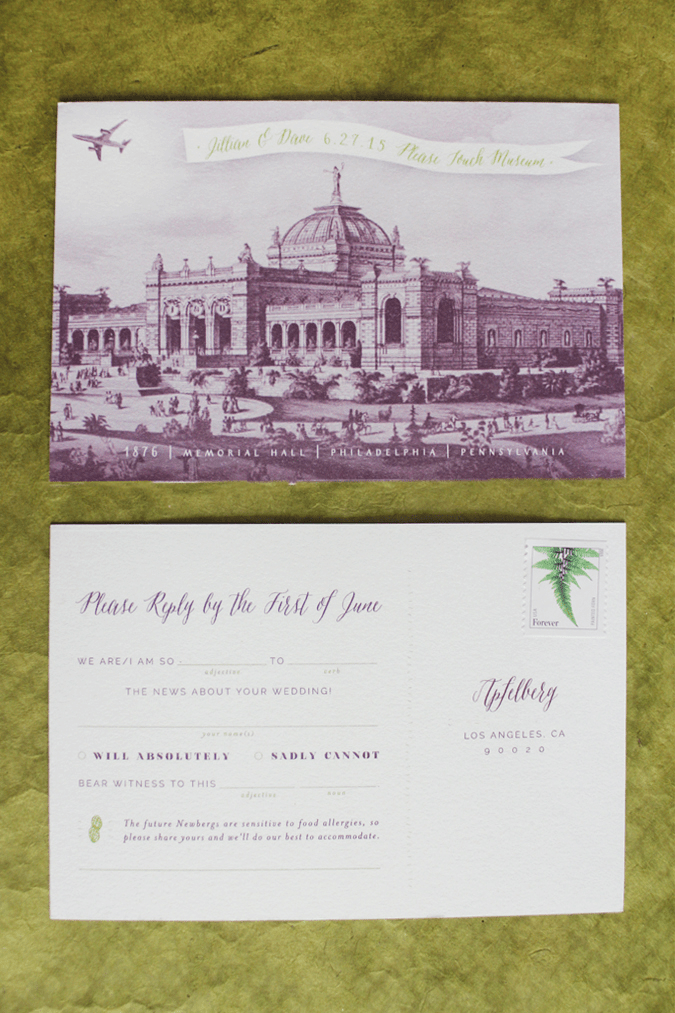 · Jillian & Dave 6.27.15 Please Touch Museum ·
1876 | MEMORIAL HALL | PHILADELPHIA | PENNSYLVANIA
Please Reply by the First of June
WE ARE/I AM SO TO
adjective verb
THE NEWS ABOUT YOUR WEDDING!
your name(s)
WILL ABSOLUTELY SADLY CANNOT
BEAR WITNESS TO THIS
adjective noun
The future Newbergs are sensitive to food allergies, so
please share yours and we'll do our best to accommodate.
USA
Forever
Apfelberg
LOS ANGELES, CA
90020